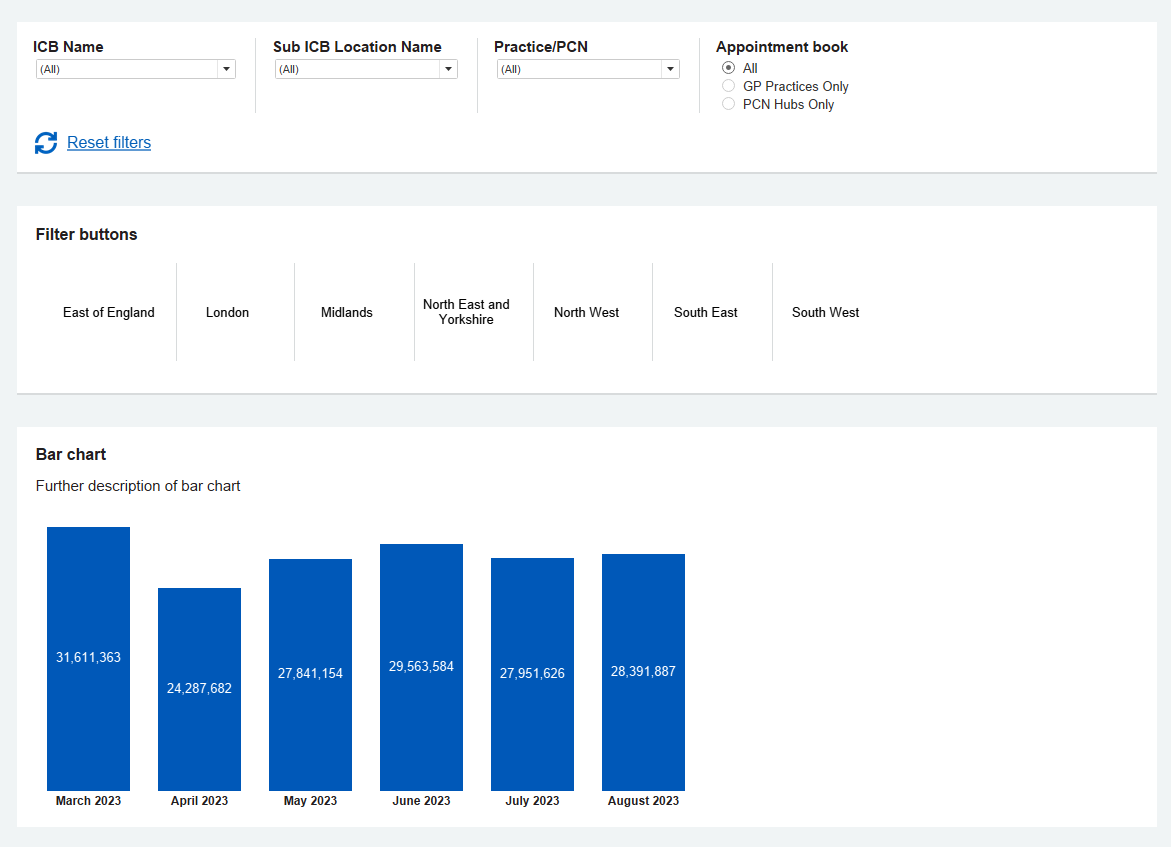 ICB Name
(All)
Sub ICB Location Name
(All)
Practice/PCN
(All)
Appointment book
All
GP Practices Only
PCN Hubs Only
Reset filters
Filter buttons
East of England
London
Midlands
North East and
Yorkshire
North West
South East
South West
Bar chart
Further description of bar chart
31,611,363
24,287,682
27,841,154
29,563,584
27,951,626
28,391,887
March 2023
April 2023
May 2023
June 2023
July 2023
August 2023